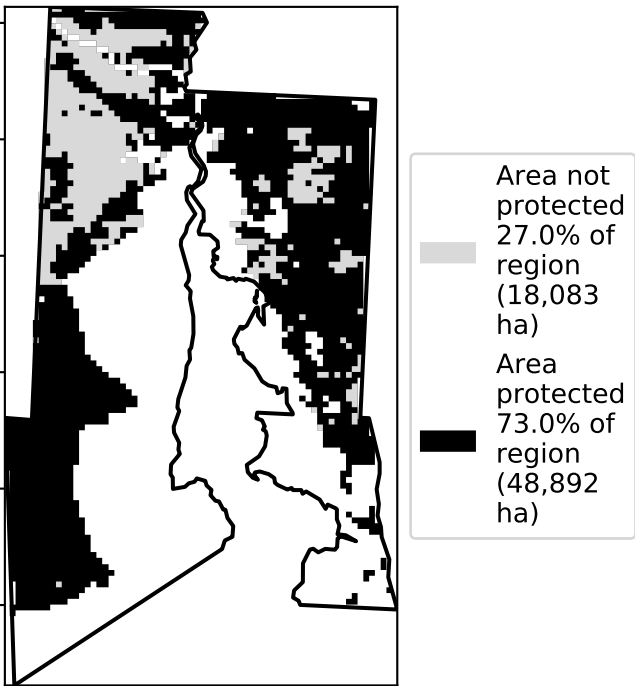 Area not
protected
27.0% of
region
(18,083
ha)
Area
protected
73.0% of
region
(48,892
ha)